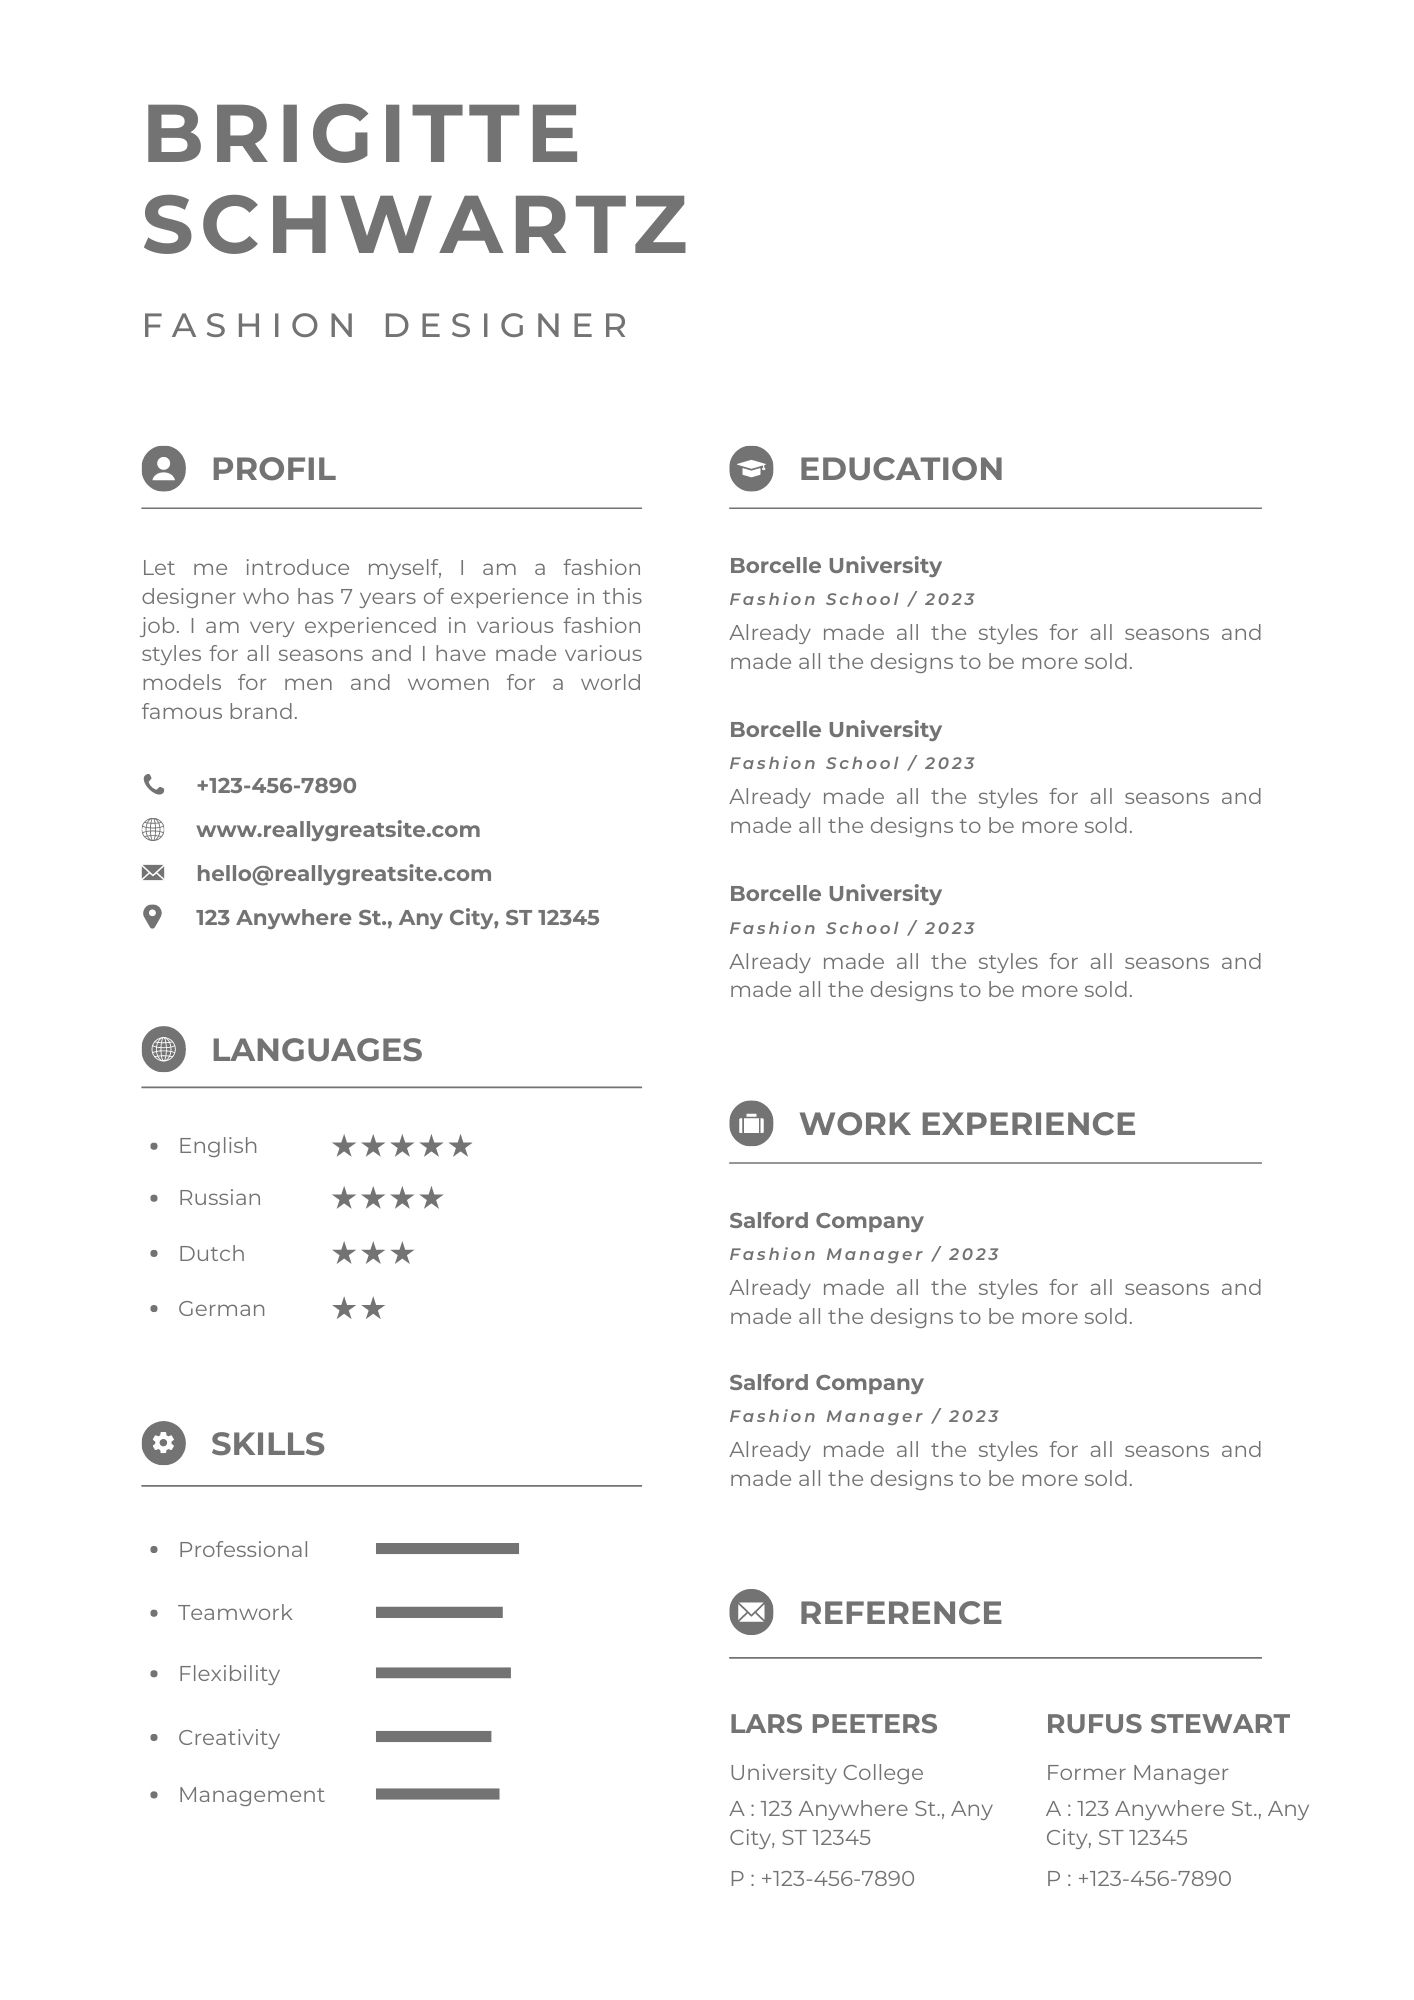 BRIGITTE
SCHWARTZ
FASHION DESIGNER
PROFIL
Let me introduce myself, I am a fashion
designer who has 7 years of experience in this
job. I am very experienced in various fashion
styles for all seasons and I have made various
models for men and women for a world
famous brand.
+123-456-7890
www.reallygreatsite.com
hello@reallygreatsite.com
123 Anywhere St., Any City, ST 12345
LANGUAGES
• English ★★★★★
• Russian ★★★★
• Dutch ★★★
• German ★★
SKILLS
• Professional
• Teamwork
• Flexibility
• Creativity
• Management
EDUCATION
Borcelle University
Fashion School / 2023
Already made all the styles for all seasons and
made all the designs to be more sold.
Borcelle University
Fashion School / 2023
Already made all the styles for all seasons and
made all the designs to be more sold.
Borcelle University
Fashion School / 2023
Already made all the styles for all seasons and
made all the designs to be more sold.
WORK EXPERIENCE
Salford Company
Fashion Manager / 2023
Already made all the styles for all seasons and
made all the designs to be more sold.
Salford Company
Fashion Manager / 2023
Already made all the styles for all seasons and
made all the designs to be more sold.
REFERENCE
LARS PEETERS
University College
A : 123 Anywhere St., Any
City, ST 12345
P : +123-456-7890
RUFUS STEWART
Former Manager
A : 123 Anywhere St., Any
City, ST 12345
P : +123-456-7890